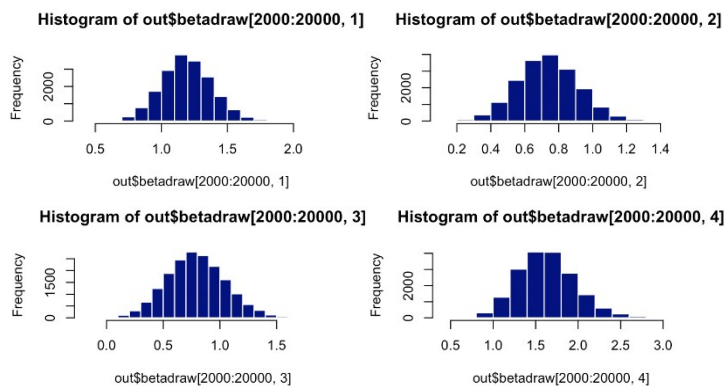 Histogram of out$betadraw[2000:20000, 1]
Frequency
0 2000
0.5 1.0 1.5 2.0
out$betadraw[2000:20000, 1]
Histogram of out$betadraw[2000:20000, 2]
Frequency
0 2000
0.2 0.4 0.6 0.8 1.0 1.2 1.4
out$betadraw[2000:20000, 2]
Histogram of out$betadraw[2000:20000, 3]
Frequency
0 1500
0.0 0.5 1.0 1.5
out$betadraw[2000:20000, 3]
Histogram of out$betadraw[2000:20000, 4]
Frequency
0 2000
0.5 1.0 1.5 2.0 2.5 3.0
out$betadraw[2000:20000, 4]